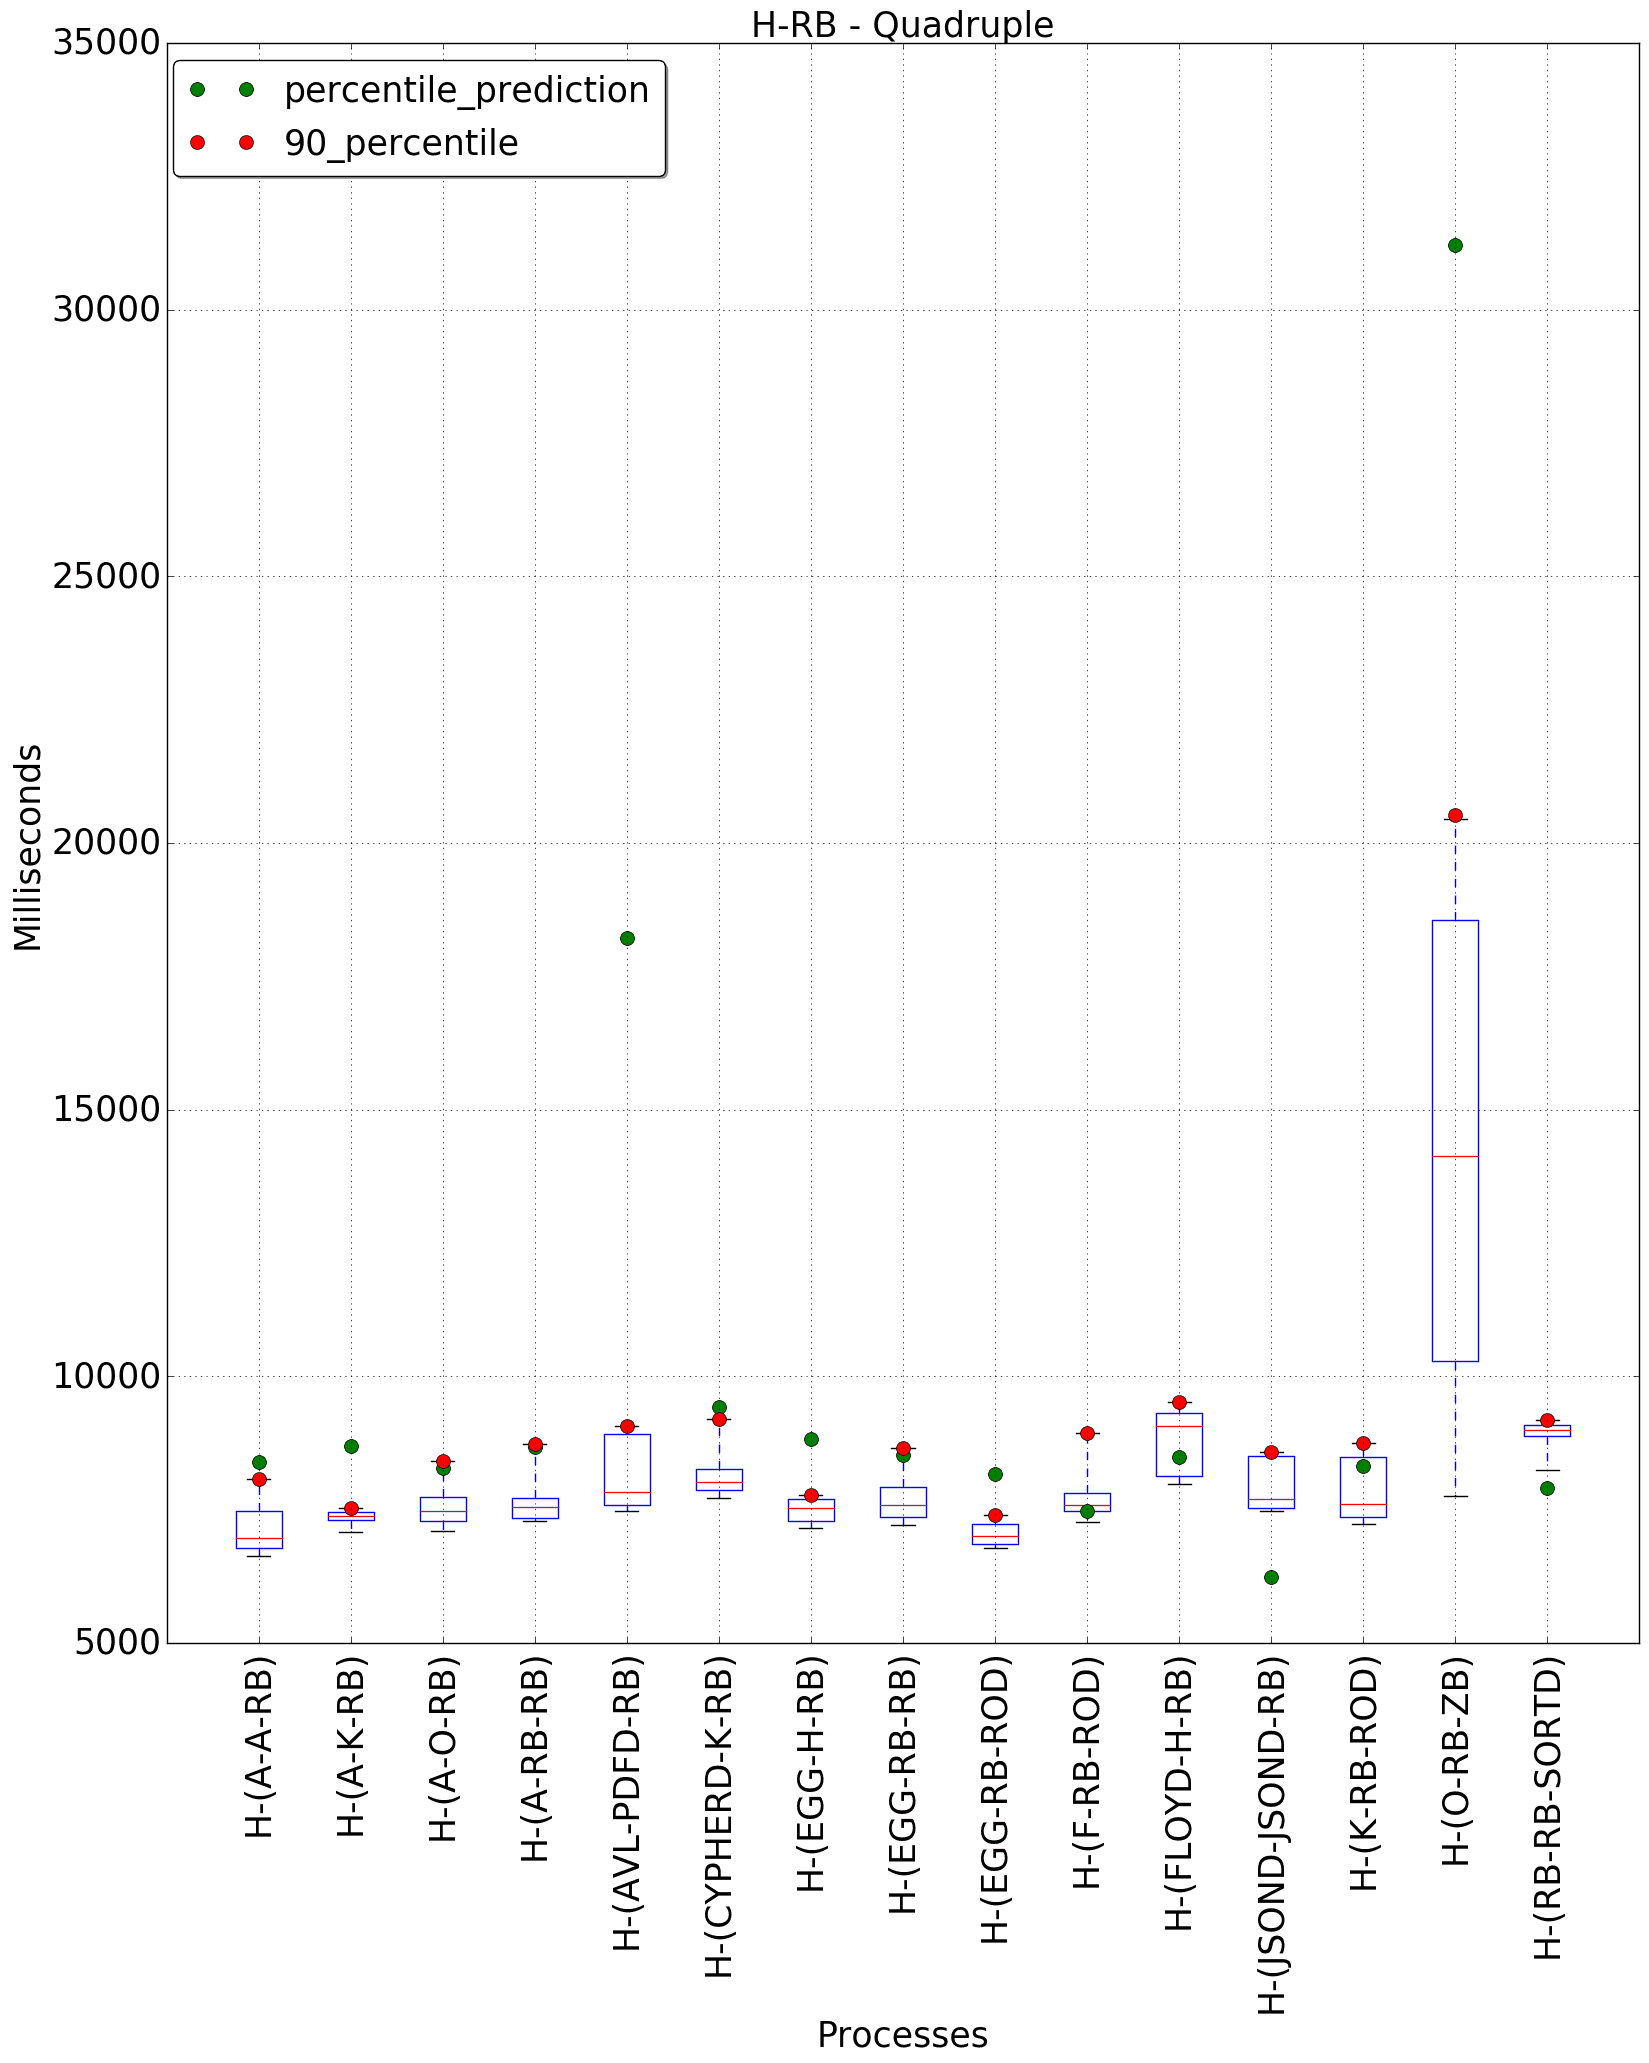 H-RB - Quadruple
percentile_prediction
90_percentile
35000
30000
25000
20000
15000
10000
5000
Milliseconds
H-(A-A-RB)
H-(A-K-RB)
H-(A-O-RB)
H-(A-RB-RB)
H-(AVL-PDFD-RB)
H-(CYPHERD-K-RB)
H-(EGG-H-RB)
H-(EGG-RB-RB)
H-(EGG-RB-ROD)
H-(F-RB-ROD)
H-(FLOYD-H-RB)
H-(JSOND-JSOND-RB)
H-(K-RB-ROD)
H-(O-RB-ZB)
H-(RB-RB-SORTD)
Processes